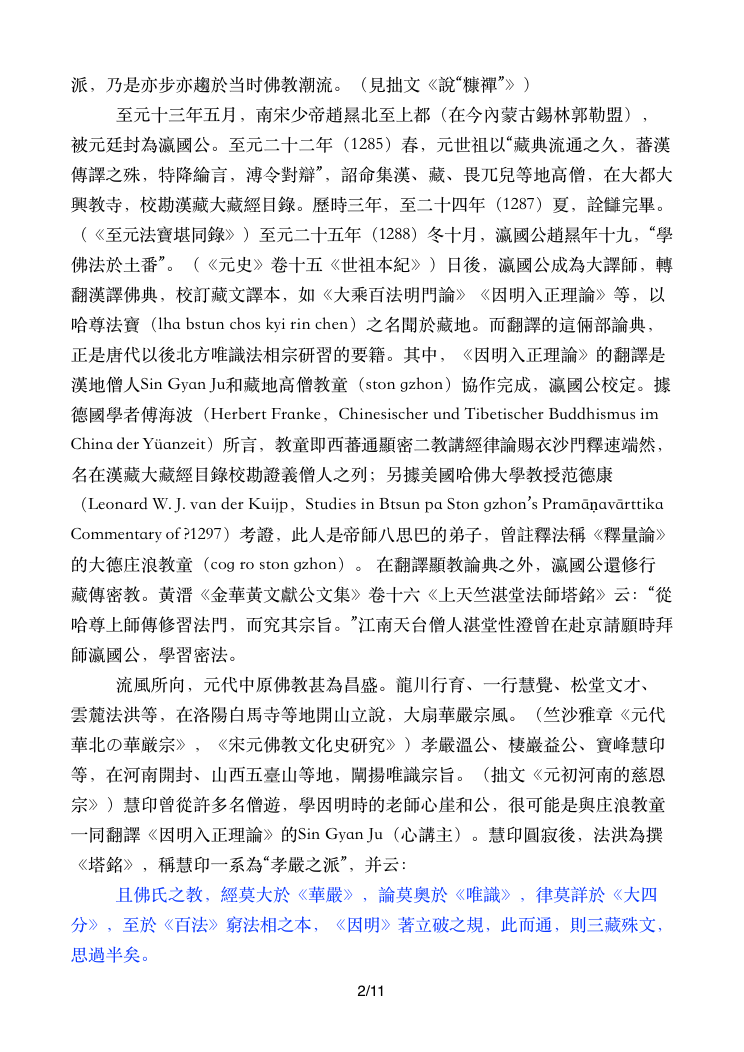 派，乃是亦步亦趨於当时佛教潮流。（見拙文《說“糠禪”》）
至元十三年五月，南宋少帝趙㬎北至上都（在今內蒙古錫林郭勒盟），
被元廷封為瀛國公。至元二十二年（1285）春，元世祖以“藏典流通之久，蕃漢
傳譯之殊，特降綸言，溥令對辯”，詔命集漢、藏、畏兀兒等地高僧，在大都大
興教寺，校勘漢藏大藏經目錄。歷時三年，至二十四年（1287）夏，詮讎完畢。
（《至元法寶堪同錄》）至元二十五年（1288）冬十月，瀛國公趙㬎年十九，“學
佛法於土番”。（《元史》卷十五《世祖本紀》）日後，瀛國公成為大譯師，轉
翻漢譯佛典，校訂藏文譯本，如《大乘百法明門論》《因明入正理論》等，以
哈尊法寶（lha bstun chos kyi rin chen）之名聞於藏地。而翻譯的這倆部論典，
正是唐代以後北方唯識法相宗研習的要籍。其中，《因明入正理論》的翻譯是
漢地僧人Sin Gyan Ju和藏地高僧教童（ston gzhon）協作完成，瀛國公校定。據
德國學者傅海波（Herbert Franke，Chinesischer und Tibetischer Buddhismus im
China der Yüanzeit）所言，教童即西蕃通顯密二教講經律論賜衣沙門釋速端然，
名在漢藏大藏經目錄校勘證義僧人之列；另據美國哈佛大學教授范德康
（Leonard W. J. van der Kuijp，Studies in Btsun pa Ston gzhon’s Pramāṇavārttika
Commentary of ?1297）考證，此人是帝師八思巴的弟子，曾註釋法稱《釋量論》
的大德庄浪教童（cog ro ston gzhon）。 在翻譯顯教論典之外，瀛國公還修行
藏傳密教。黃溍《金華黃文獻公文集》卷十六《上天竺湛堂法師塔銘》云：“從
哈尊上師傳修習法門，而究其宗旨。”江南天台僧人湛堂性澄曾在赴京請願時拜
師瀛國公，學習密法。
流風所向，元代中原佛教甚為昌盛。龍川行育、一行慧覺、松堂文才、
雲麓法洪等，在洛陽白馬寺等地開山立說，大扇華嚴宗風。（竺沙雅章《元代
華北の華厳宗》，《宋元佛教文化史研究》）孝嚴溫公、棲巖益公、寶峰慧印
等，在河南開封、山西五臺山等地，闡揚唯識宗旨。（拙文《元初河南的慈恩
宗》）慧印曾從許多名僧遊，學因明時的老師心崖和公，很可能是與庄浪教童
一同翻譯《因明入正理論》的Sin Gyan Ju（心講主）。慧印圓寂後，法洪為撰
《塔銘》，稱慧印一系為“孝嚴之派”，并云：
且佛氏之教，經莫大於《華嚴》，論莫奧於《唯識》，律莫詳於《大四
分》，至於《百法》窮法相之本，《因明》著立破之規，此而通，則三藏殊文，
思過半矣。
2/11